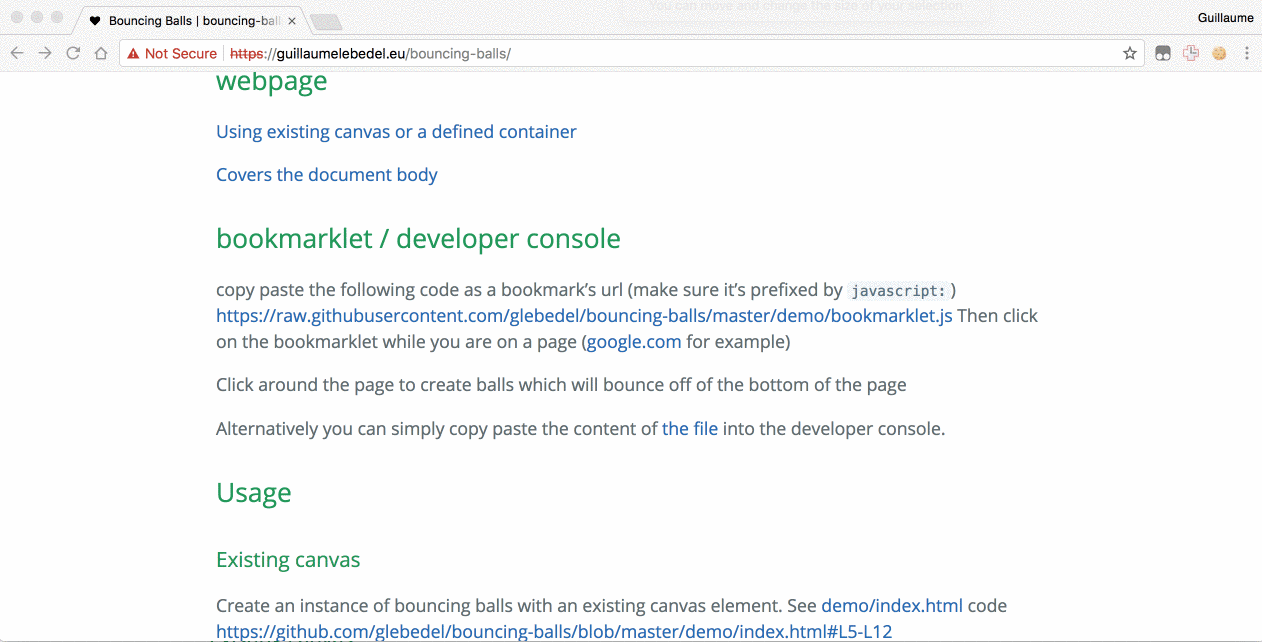 You can move and change the size of your selection
Bouncing Balls | bouncing-bal
Guillaume
Not Secure https://guillaumelebedel.eu/bouncing-balls/
webpage
Using existing canvas or a defined container
Covers the document body
bookmarklet / developer console
copy paste the following code as a bookmark’s url (make sure it’s prefixed by javascript: )
https://raw.githubusercontent.com/glebedel/bouncing-balls/master/demo/bookmarklet.js Then click
on the bookmarklet while you are on a page (google.com for example)
Click around the page to create balls which will bounce off of the bottom of the page
Alternatively you can simply copy paste the content of the file into the developer console.
Usage
Existing canvas
Create an instance of bouncing balls with an existing canvas element. See demo/index.html code
https://github.com/glebedel/bouncing-balls/blob/master/demo/index.html#L5-L12